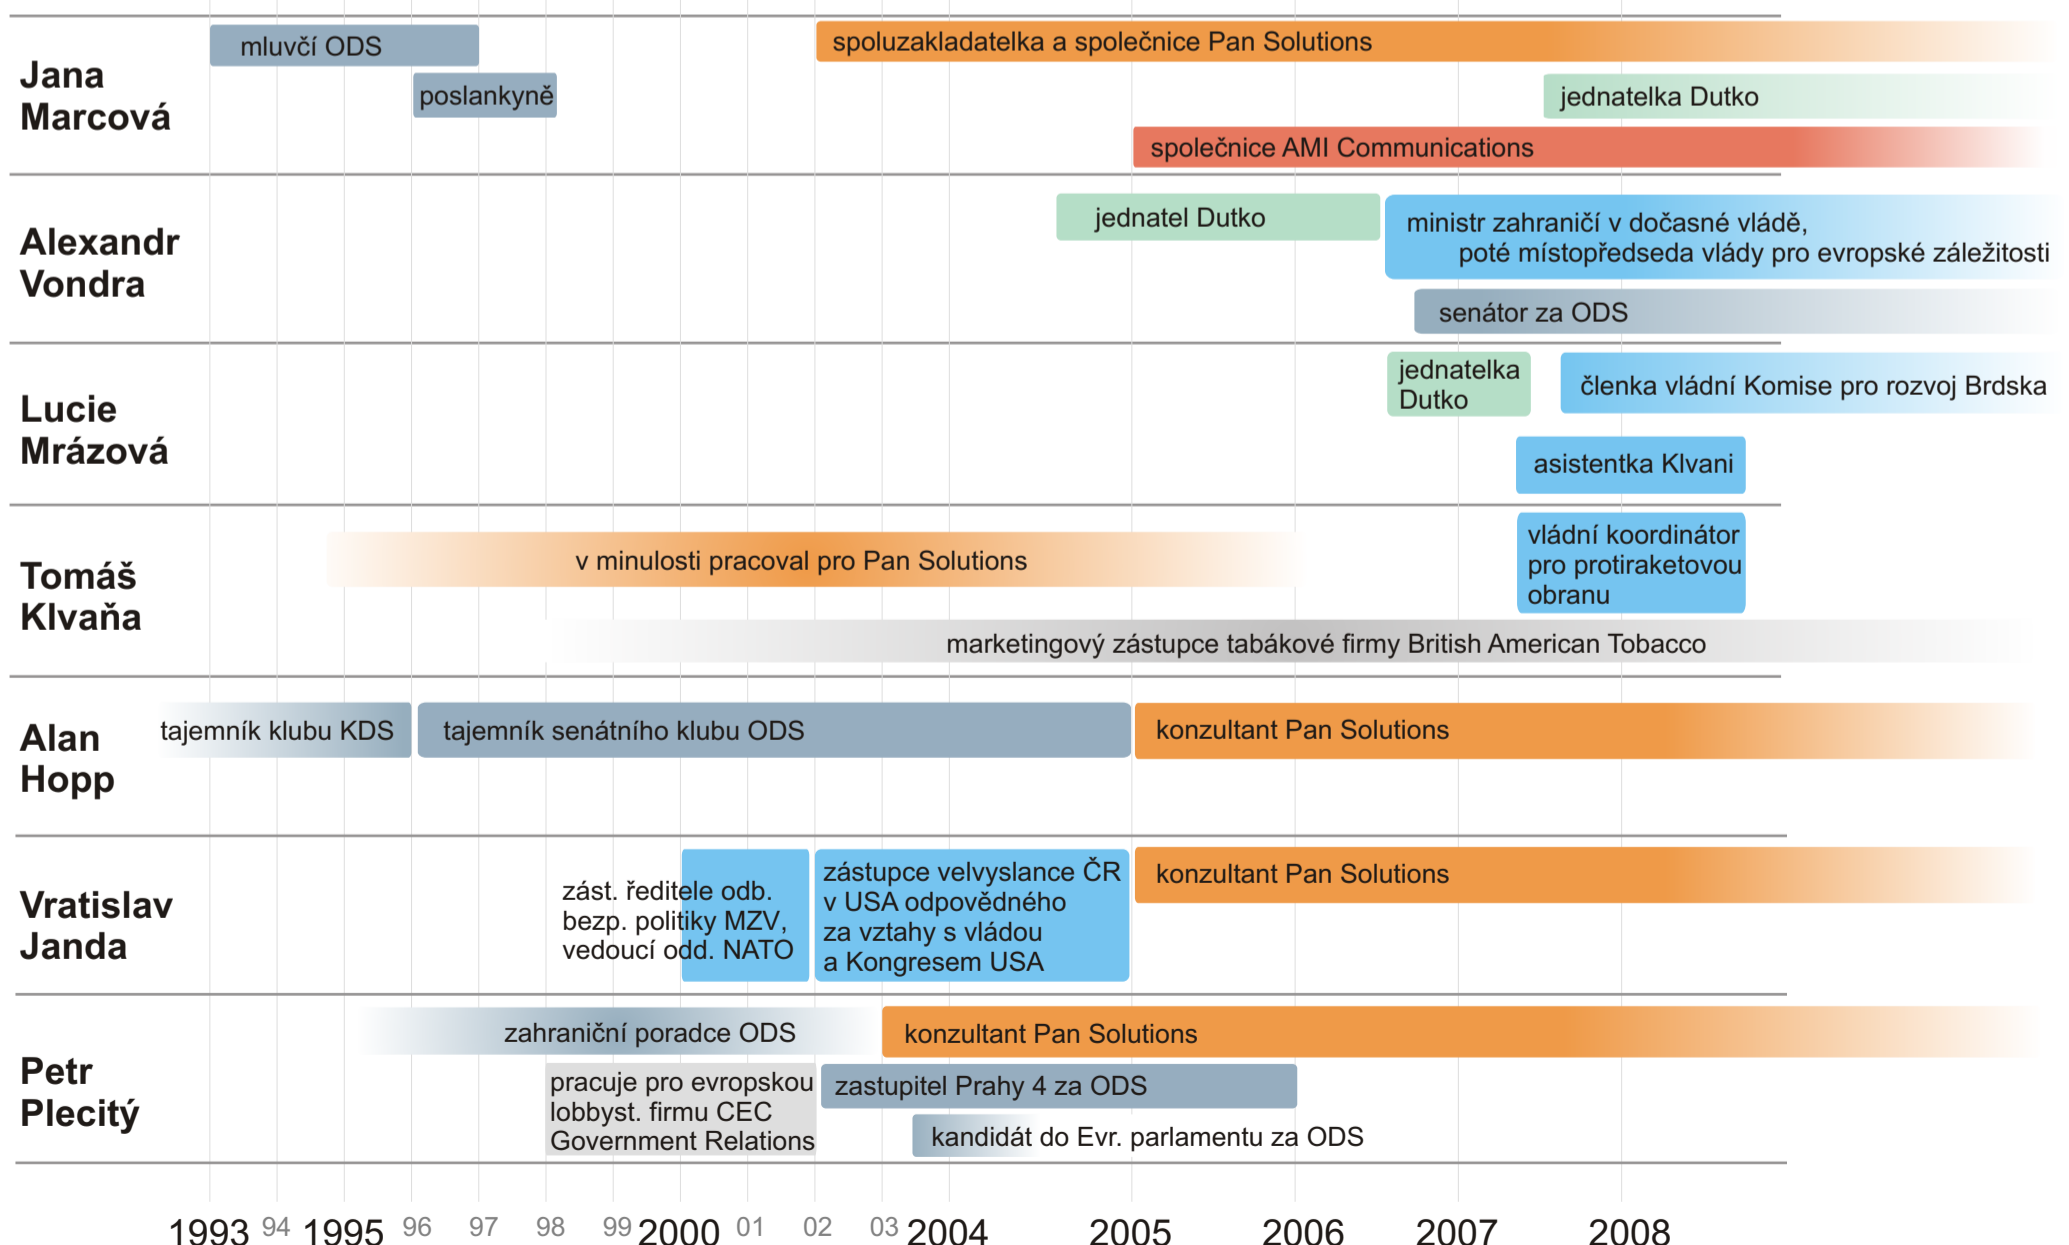 Jana
Marcová
mluvčí ODS
poslankyně
spoluzakladatelka a společnice Pan Solutions
jednatelka Dutko
společnice AMI Communications
Alexandr
Vondra
jednatel Dutko
ministr zahraničí v dočasné vládě,
poté místopředseda vlády pro evropské záležitosti
senátor za ODS
Lucie
Mrázová
jednatelka
Dutko
členka vládní Komise pro rozvoj Brdska
asistentka Klvani
Tomáš
Klvaňa
v minulosti pracoval pro Pan Solutions
vládní koordinátor
pro protiraketovou
obranu
marketingový zástupce tabákové firmy British American Tobacco
Alan
Hopp
tajemník klubu KDS
tajemník senátního klubu ODS
konzultant Pan Solutions
Vratislav
Janda
zást. ředitele odb.
bezp. politiky MZV,
vedoucí odd. NATO
zástupce velvyslance ČR
v USA odpovědného
za vztahy s vládou
a Kongresem USA
konzultant Pan Solutions
Petr
Plecitý
zahraniční poradce ODS
konzultant Pan Solutions
pracuje pro evropskou
lobbyst. firmu CEC
Government Relations
zastupitel Prahy 4 za ODS
kandidát do Evr. parlamentu za ODS
1993 94 1995 96 97 98 99 2000 01 02 03 2004 2005 2006 2007 2008